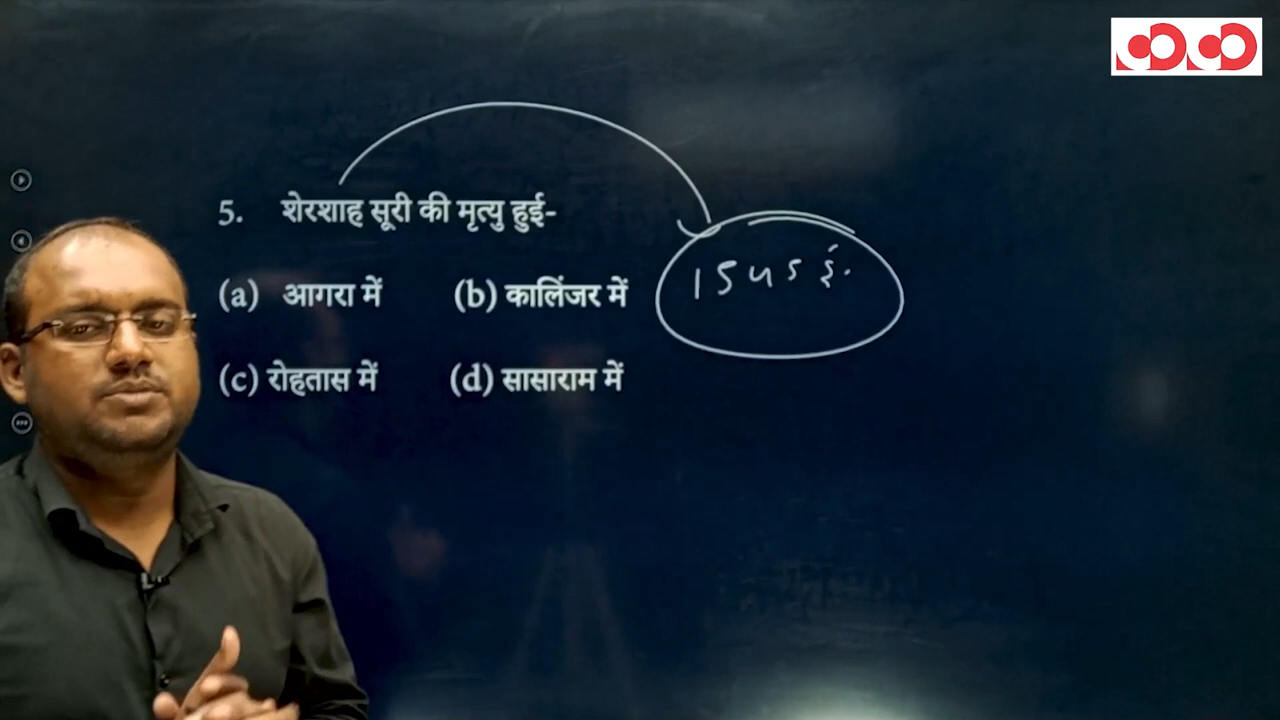 5. शेरशाह सूरी की मृत्यु हुई-
1545 ई.
(a) आगरा में (b) कालिंजर में
(c) रोहतास में (d) सासाराम में